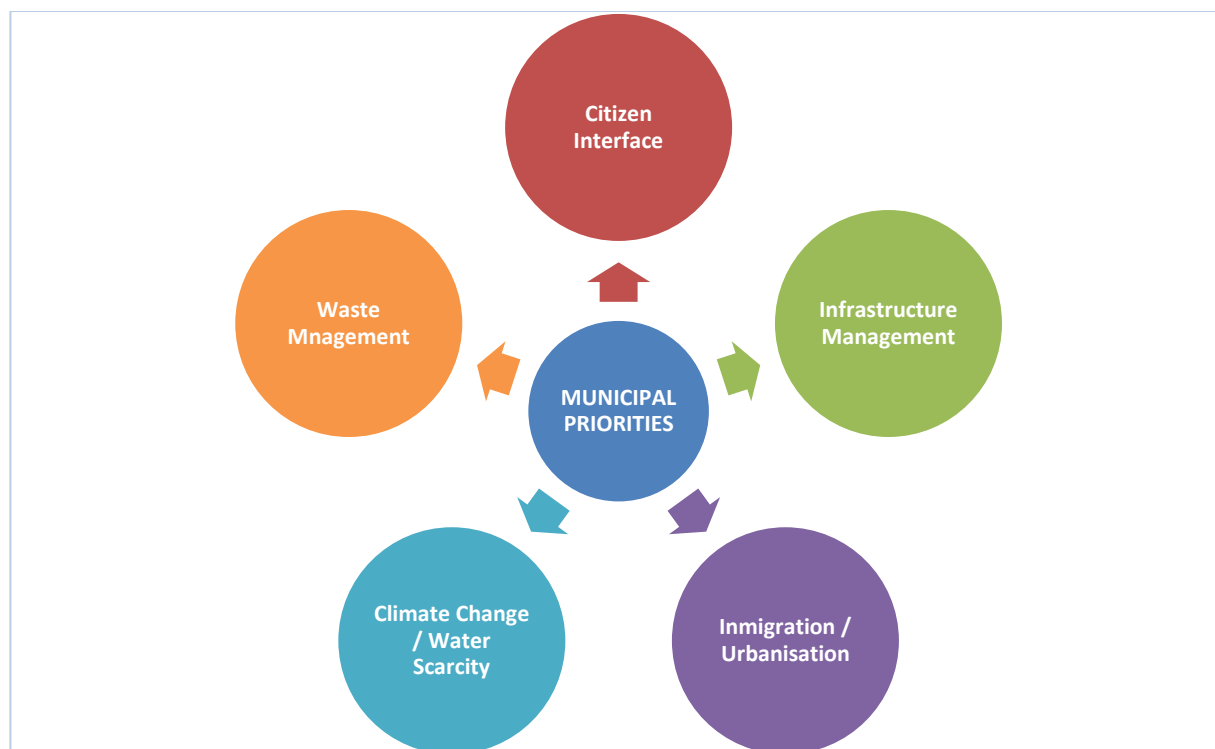 Citizen
Interface
Infrastructure
Management
Inmigration /
Urbanisation
Climate Change
/ Water
Scarcity
Waste
Mnagement
MUNICIPAL
PRIORITIES